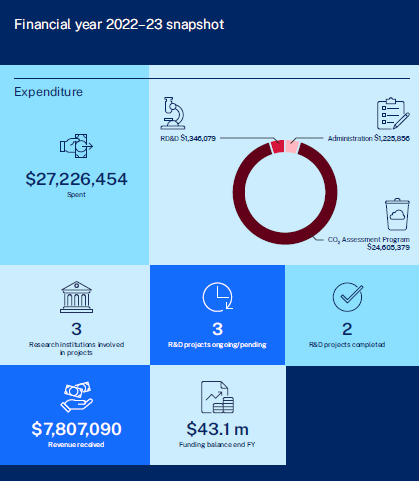 Financial year 2022–23 snapshot
Expenditure
$27,226,454
Spent
RD&D $1,346,079
Administration $1,225,856
CO₂ Assessment Program
$24,605,379
3
Research institutions involved
in projects
3
R&D projects ongoing/pending
2
R&D projects completed
$7,807,090
Revenue received
$43.1 m
Funding balance end FY